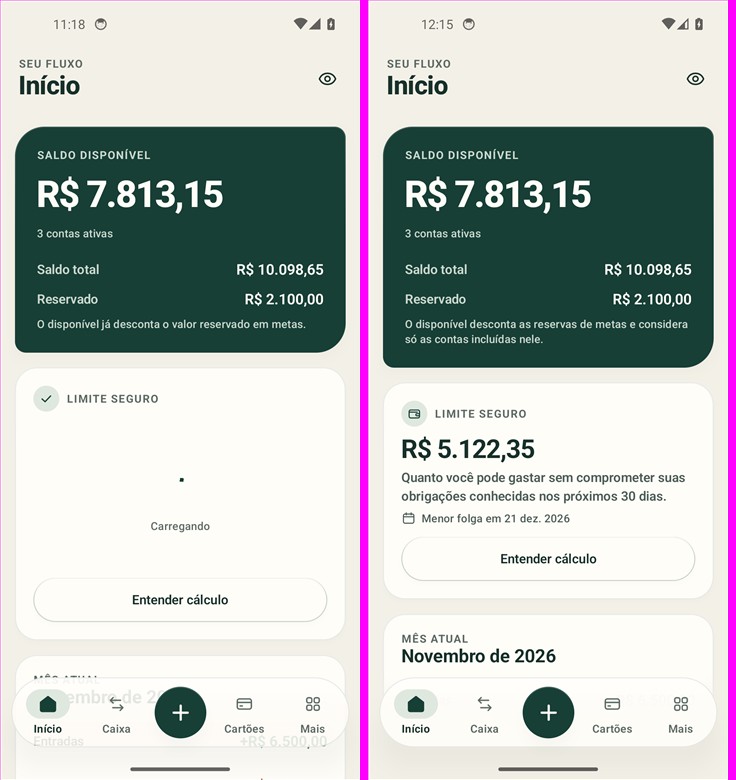 11:18
SEU FLUXO
Início
SALDO DISPONÍVEL
R$ 7.813,15
3 contas ativas
Saldo total R$ 10.098,65
Reservado R$ 2.100,00
O disponível já desconta o valor reservado em metas.
LIMITE SEGURO
Carregando
Entender cálculo
MÊS ATUAL
Entradas +R$ 6.500,00
Início Caixa Cartões Mais
12:15
SEU FLUXO
Início
SALDO DISPONÍVEL
R$ 7.813,15
3 contas ativas
Saldo total R$ 10.098,65
Reservado R$ 2.100,00
O disponível desconta as reservas de metas e considera
só as contas incluídas nele.
LIMITE SEGURO
R$ 5.122,35
Quanto você pode gastar sem comprometer suas
obrigações conhecidas nos próximos 30 dias.
Menor folga em 21 dez. 2026
Entender cálculo
MÊS ATUAL
Novembro de 2026
Início Caixa Cartões Mais